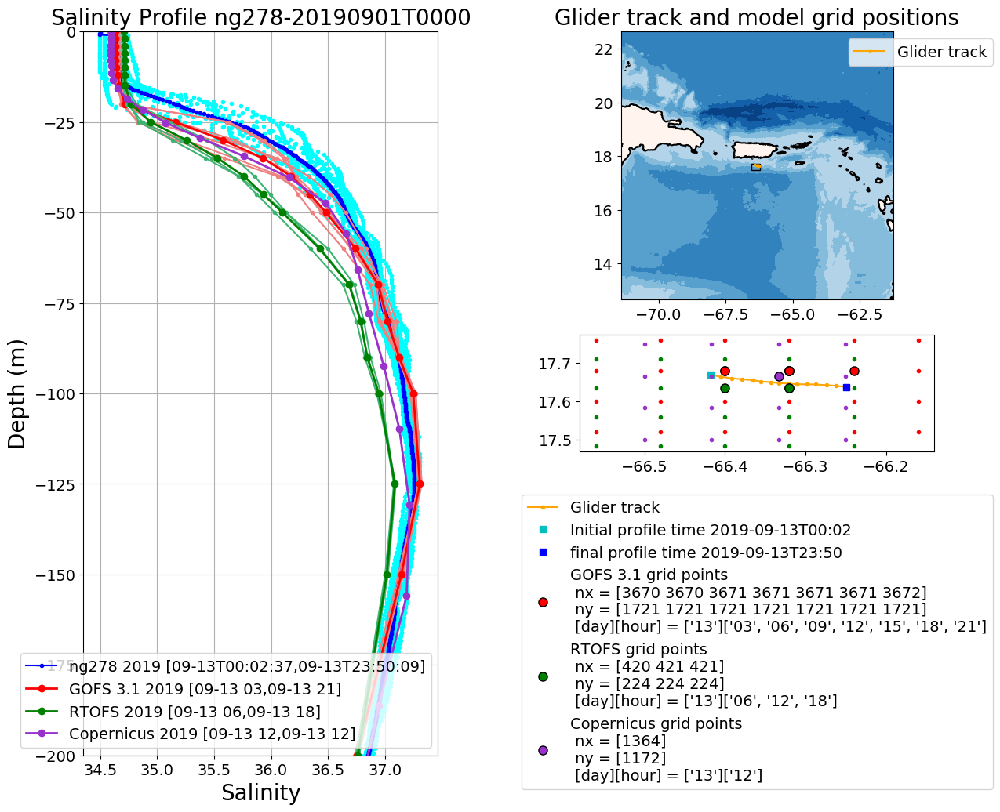 Salinity Profile ng278-20190901T0000
0
−25
−50
−75
−100
−125
−150
−175
−200
Depth (m)
34.5 35.0 35.5 36.0 36.5 37.0
Salinity
ng278 2019 [09-13T00:02:37,09-13T23:50:09]
GOFS 3.1 2019 [09-13 03,09-13 21]
RTOFS 2019 [09-13 06,09-13 18]
Copernicus 2019 [09-13 12,09-13 12]
Glider track and model grid positions
Glider track
22
20
18
16
14
−70.0 −67.5 −65.0 −62.5
17.7
17.6
17.5
−66.5 −66.4 −66.3 −66.2
Glider track
Initial profile time 2019-09-13T00:02
final profile time 2019-09-13T23:50
GOFS 3.1 grid points
nx = [3670 3670 3671 3671 3671 3671 3672]
ny = [1721 1721 1721 1721 1721 1721 1721]
[day][hour] = ['13']['03', '06', '09', '12', '15', '18', '21']
RTOFS grid points
nx = [420 421 421]
ny = [224 224 224]
[day][hour] = ['13']['06', '12', '18']
Copernicus grid points
nx = [1364]
ny = [1172]
[day][hour] = ['13']['12']